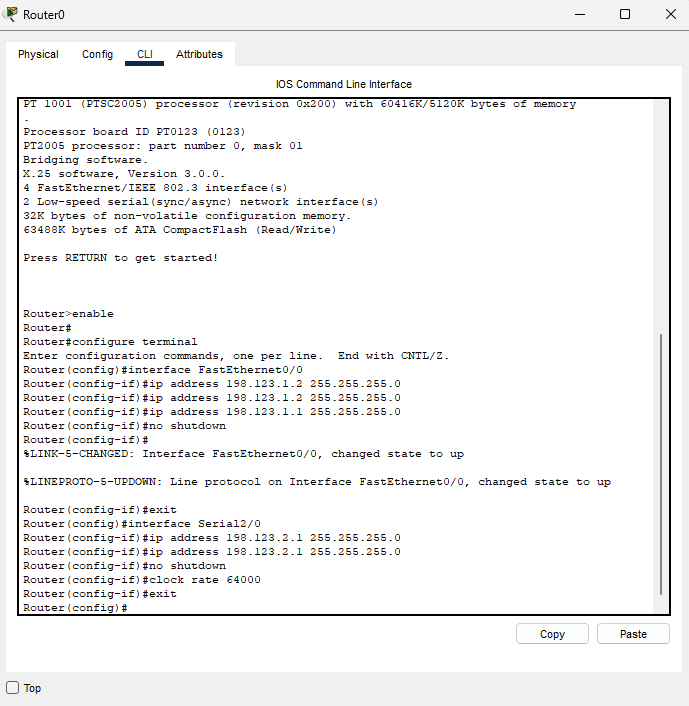 Router0
Physical Config CLI Attributes
IOS Command Line Interface
PT 1001 (PTSC2005) processor (revision 0x200) with 60416K/5120K bytes of memory
.
Processor board ID PT0123 (0123)
PT2005 processor: part number 0, mask 01
Bridging software.
X.25 software, Version 3.0.0.
4 FastEthernet/IEEE 802.3 interface(s)
2 Low-speed serial(sync/async) network interface(s)
32K bytes of non-volatile configuration memory.
63488K bytes of ATA CompactFlash (Read/Write)
Press RETURN to get started!
Router>enable
Router#
Router#configure terminal
Enter configuration commands, one per line.  End with CNTL/Z.
Router(config)#interface FastEthernet0/0
Router(config-if)#ip address 198.123.1.2 255.255.255.0
Router(config-if)#ip address 198.123.1.2 255.255.255.0
Router(config-if)#ip address 198.123.1.1 255.255.255.0
Router(config-if)#no shutdown
Router(config-if)#
%LINK-5-CHANGED: Interface FastEthernet0/0, changed state to up
%LINEPROTO-5-UPDOWN: Line protocol on Interface FastEthernet0/0, changed state to up
Router(config-if)#exit
Router(config)#interface Serial2/0
Router(config-if)#ip address 198.123.2.1 255.255.255.0
Router(config-if)#ip address 198.123.2.1 255.255.255.0
Router(config-if)#no shutdown
Router(config-if)#clock rate 64000
Router(config-if)#exit
Router(config)#
Copy Paste
Top